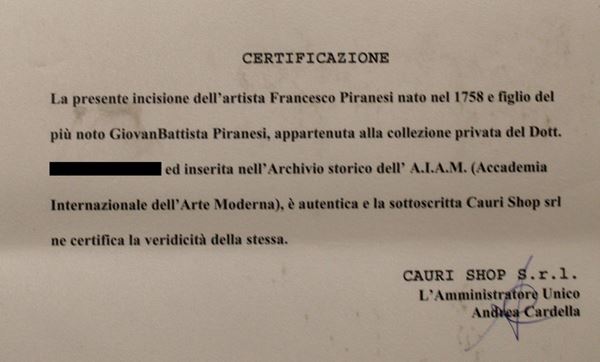 CERTIFICAZIONE
La presente incisione dell'artista Francesco Piranesi nato nel 1758 e figlio del
più noto GiovanBattista Piranesi, appartenuta alla collezione privata del Dott.
ed inserita nell'Archivio storico dell' A.I.A.M. (Accademia
Internazionale dell'Arte Moderna), è autentica e la sottoscritta Cauri Shop srl
ne certifica la veridicità della stessa.
CAURI SHOP S.r.l.
L'Amministratore Unico
Andrea Cardella